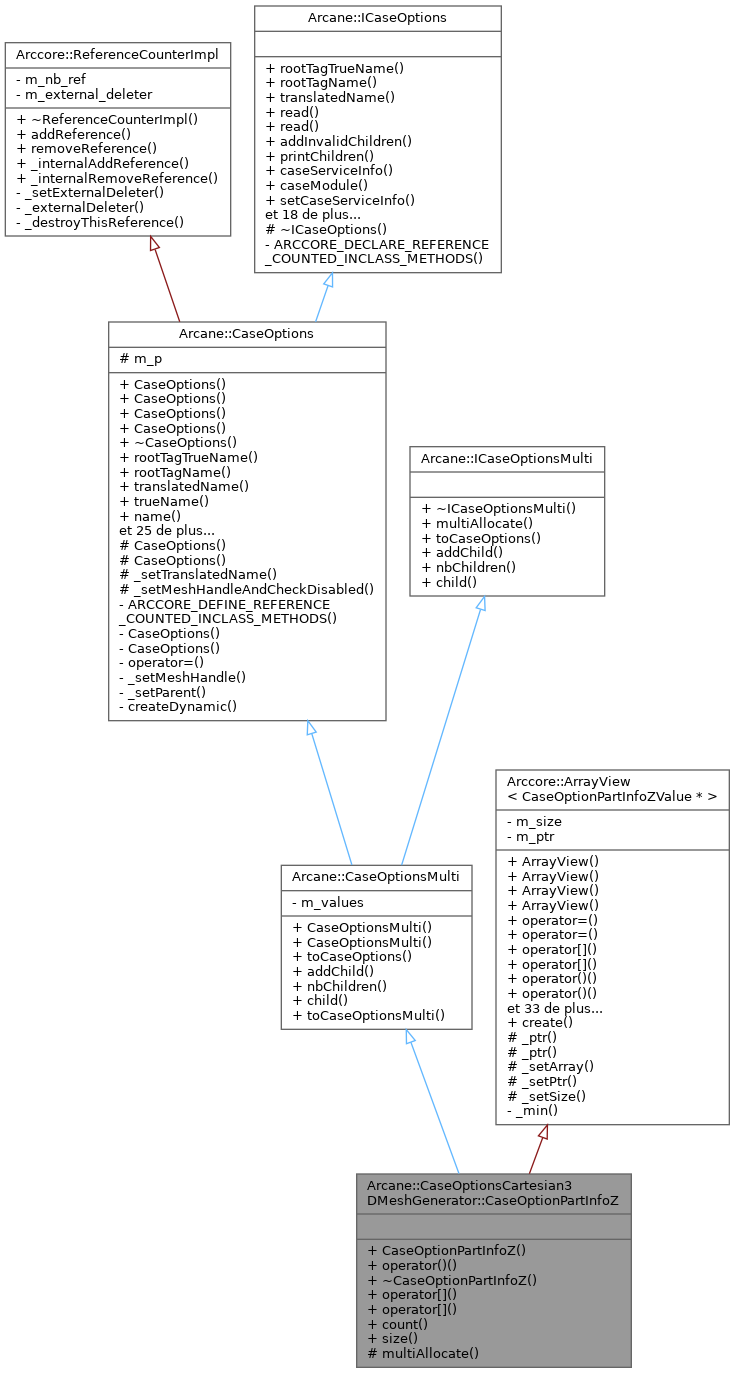 Arcane::ICaseOptions
+ rootTagTrueName()
+ rootTagName()
+ translatedName()
+ read()
+ read()
+ addInvalidChildren()
+ printChildren()
+ caseServiceInfo()
+ caseModule()
+ setCaseServiceInfo()
et 18 de plus...
# ~ICaseOptions()
- ARCCORE_DECLARE_REFERENCE
_COUNTED_INCLASS_METHODS()
Arccore::ReferenceCounterImpl
- m_nb_ref
- m_external_deleter
+ ~ReferenceCounterImpl()
+ addReference()
+ removeReference()
+ _internalAddReference()
+ _internalRemoveReference()
- _setExternalDeleter()
- _externalDeleter()
- _destroyThisReference()
Arcane::CaseOptions
# m_p
+ CaseOptions()
+ CaseOptions()
+ CaseOptions()
+ CaseOptions()
+ ~CaseOptions()
+ rootTagTrueName()
+ rootTagName()
+ translatedName()
+ trueName()
+ name()
et 25 de plus...
# CaseOptions()
# CaseOptions()
# _setTranslatedName()
# _setMeshHandleAndCheckDisabled()
- ARCCORE_DEFINE_REFERENCE
_COUNTED_INCLASS_METHODS()
- CaseOptions()
- CaseOptions()
- operator=()
- _setMeshHandle()
- _setParent()
- createDynamic()
Arcane::ICaseOptionsMulti
+ ~ICaseOptionsMulti()
+ multiAllocate()
+ toCaseOptions()
+ addChild()
+ nbChildren()
+ child()
Arccore::ArrayView
< CaseOptionPartInfoZValue * >
- m_size
- m_ptr
+ ArrayView()
+ ArrayView()
+ ArrayView()
+ ArrayView()
+ operator=()
+ operator=()
+ operator[]()
+ operator[]()
+ operator()()
+ operator()()
et 33 de plus...
+ create()
# _ptr()
# _ptr()
# _setArray()
# _setPtr()
# _setSize()
- _min()
Arcane::CaseOptionsMulti
- m_values
+ CaseOptionsMulti()
+ CaseOptionsMulti()
+ toCaseOptions()
+ addChild()
+ nbChildren()
+ child()
+ toCaseOptionsMulti()
Arcane::CaseOptionsCartesian3
DMeshGenerator::CaseOptionPartInfoZ
+ CaseOptionPartInfoZ()
+ operator()()
+ ~CaseOptionPartInfoZ()
+ operator[]()
+ operator[]()
+ count()
+ size()
# multiAllocate()